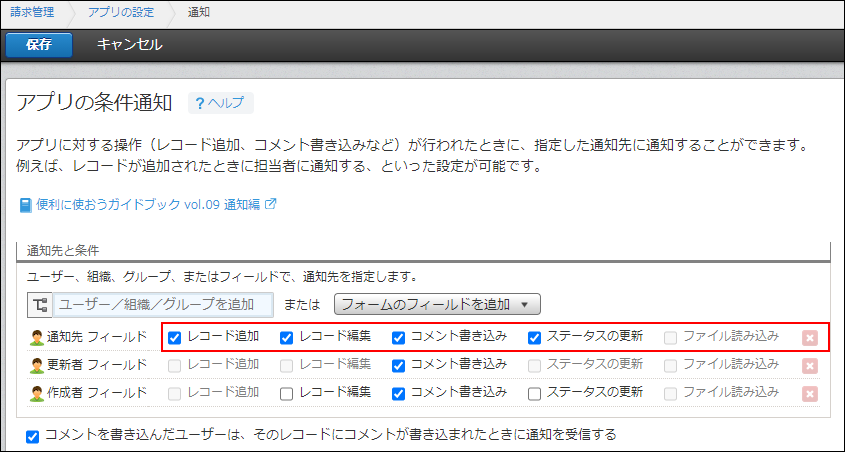 請求管理 アプリの設定 通知
保存 キャンセル
アプリの条件通知 ? ヘルプ
アプリに対する操作（レコード追加、コメント書き込みなど）が行われたときに、指定した通知先に通知することができます。
例えば、レコードが追加されたときに担当者に通知する、といった設定が可能です。
便利に使おうガイドブック vol.09 通知編
通知先と条件
ユーザー、組織、グループ、またはフィールドで、通知先を指定します。
ユーザー／組織／グループを追加 または フォームのフィールドを追加
通知先 フィールド レコード追加 レコード編集 コメント書き込み ステータスの更新 ファイル読み込み
更新者 フィールド レコード追加 レコード編集 コメント書き込み ステータスの更新 ファイル読み込み
作成者 フィールド レコード追加 レコード編集 コメント書き込み ステータスの更新 ファイル読み込み
コメントを書き込んだユーザーは、そのレコードにコメントが書き込まれたときに通知を受信する